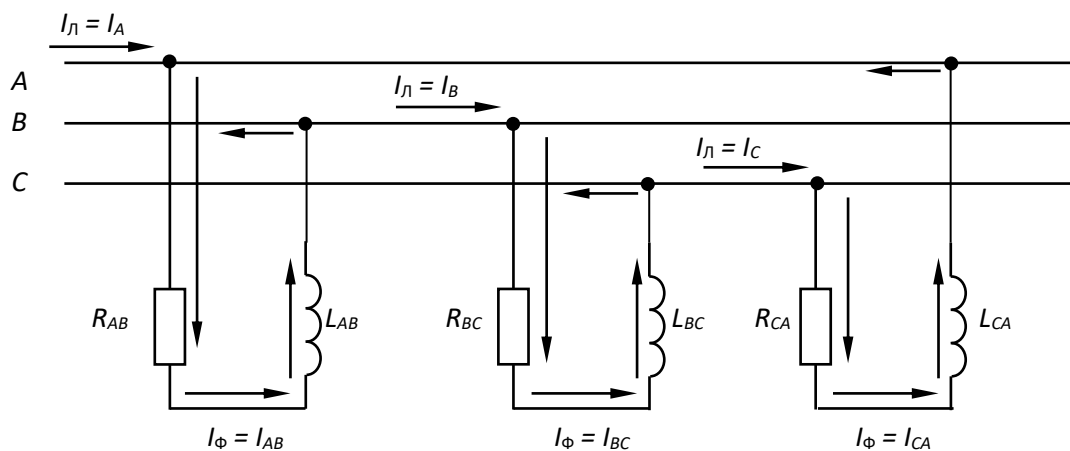 IЛ = IA
A
IЛ = IB
B
IЛ = IC
C
RAB LAB RBC LBC RCA LCA
IФ = IAB IФ = IBC IФ = ICA